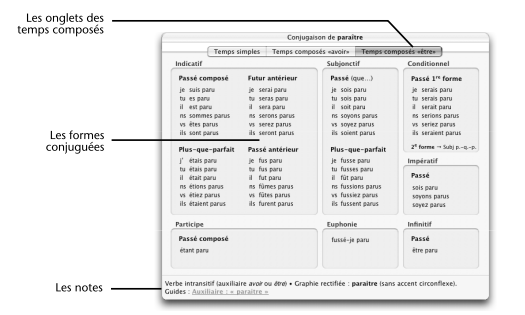 Les onglets des
temps composés
Conjugaison de paraître
Temps simples
Temps composés «avoir»
Temps composés «être»
Indicatif
Passé composé
je suis paru
tu es paru
il est paru
ns sommes parus
vs êtes parus
ils sont parus
Futur antérieur
je serai paru
tu seras paru
il sera paru
ns serons parus
vs serez parus
ils seront parus
Plus-que-parfait
j' étais paru
tu étais paru
il était paru
ns étions parus
vs étiez parus
ils étaient parus
Passé antérieur
je fus paru
tu fus paru
il fut paru
ns fûmes parus
vs fûtes parus
ils furent parus
Subjonctif
Passé (que…)
je sois paru
tu sois paru
il soit paru
ns soyons parus
vs soyez parus
ils soient parus
Plus-que-parfait
je fusse paru
tu fusses paru
il fût paru
ns fussions parus
vs fussiez parus
ils fussent parus
Conditionnel
Passé 1re forme
je serais paru
tu serais paru
il serait paru
ns serions parus
vs seriez parus
ils seraient parus
2e forme → Subj p.-q.-p.
Impératif
Passé
sois paru
soyons parus
soyez parus
Les formes
conjuguées
Participe
Passé composé
étant paru
Euphonie
fussé-je paru
Infinitif
Passé
être paru
Les notes
Verbe intransitif (auxiliaire avoir ou être) • Graphie rectifiée : paraitre (sans accent circonflexe).
Guides : Auxiliaire : « paraître »